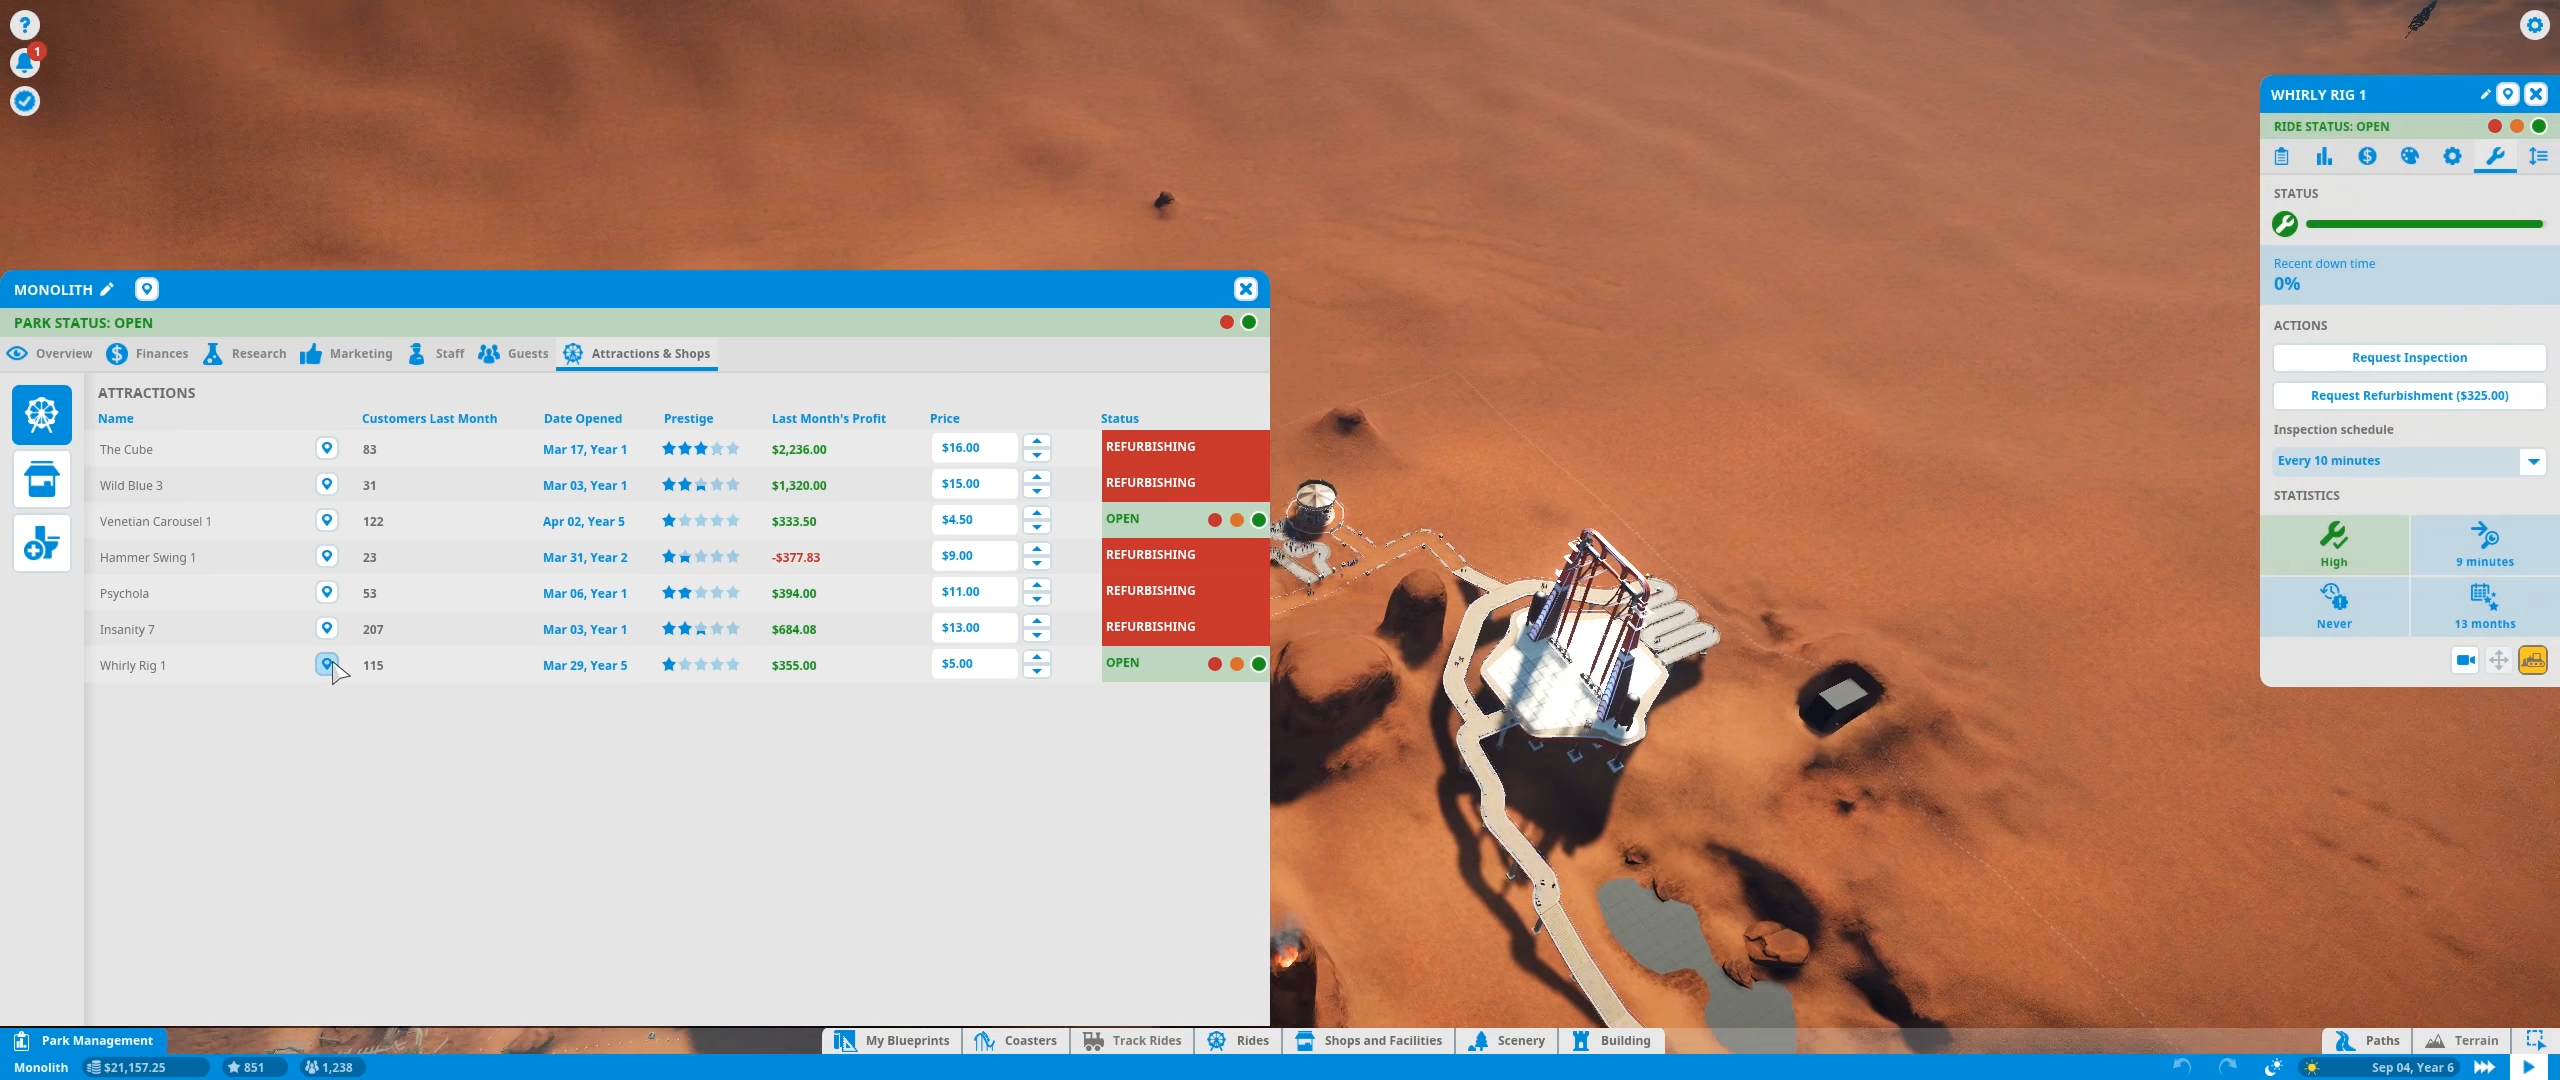 ?
1
MONOLITH
PARK STATUS: OPEN
Overview Finances Research Marketing Staff Guests Attractions & Shops
ATTRACTIONS
Name Customers Last Month Date Opened Prestige Last Month's Profit Price Status
The Cube 83 Mar 17, Year 1 $2,236.00 $16.00 REFURBISHING
Wild Blue 3 31 Mar 03, Year 1 $1,320.00 $15.00 REFURBISHING
Venetian Carousel 1 122 Apr 02, Year 5 $333.50 $4.50 OPEN
Hammer Swing 1 23 Mar 31, Year 2 -$377.83 $9.00 REFURBISHING
Psychola 53 Mar 06, Year 1 $394.00 $11.00 REFURBISHING
Insanity 7 207 Mar 03, Year 1 $684.08 $13.00 REFURBISHING
Whirly Rig 1 115 Mar 29, Year 5 $355.00 $5.00 OPEN
WHIRLY RIG 1
RIDE STATUS: OPEN
STATUS
Recent down time
0%
ACTIONS
Request Inspection
Request Refurbishment ($325.00)
Inspection schedule
Every 10 minutes
STATISTICS
High 9 minutes
Never 13 months
Park Management My Blueprints Coasters Track Rides Rides Shops and Facilities Scenery Building Paths Terrain
Monolith $21,157.25 851 1,238 Sep 04, Year 6